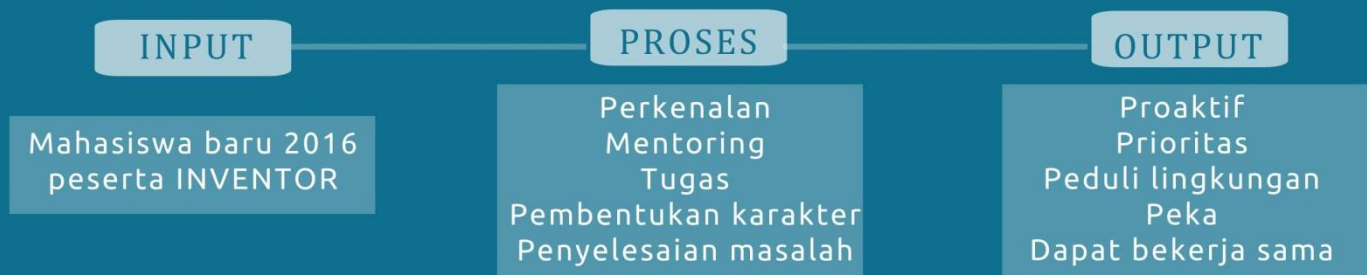 INPUT
Mahasiswa baru 2016
peserta INVENTOR
PROSES
Perkenalan
Mentoring
Tugas
Pembentukan karakter
Penyelesaian masalah
OUTPUT
Proaktif
Prioritas
Peduli lingkungan
Peka
Dapat bekerja sama